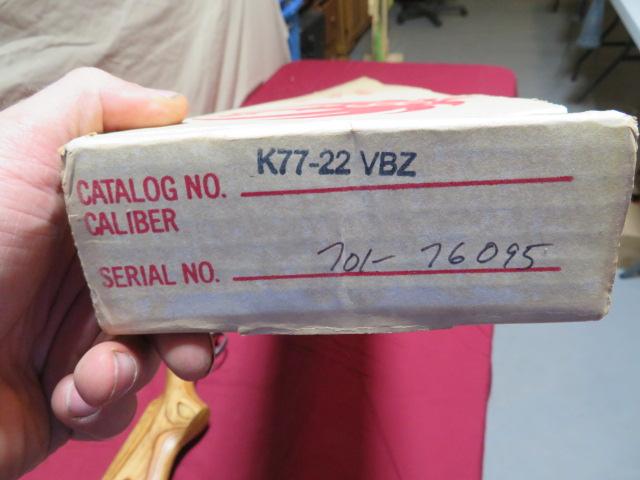 CATALOG NO. K77-22 VBZ
CALIBER
SERIAL NO. 701-76095